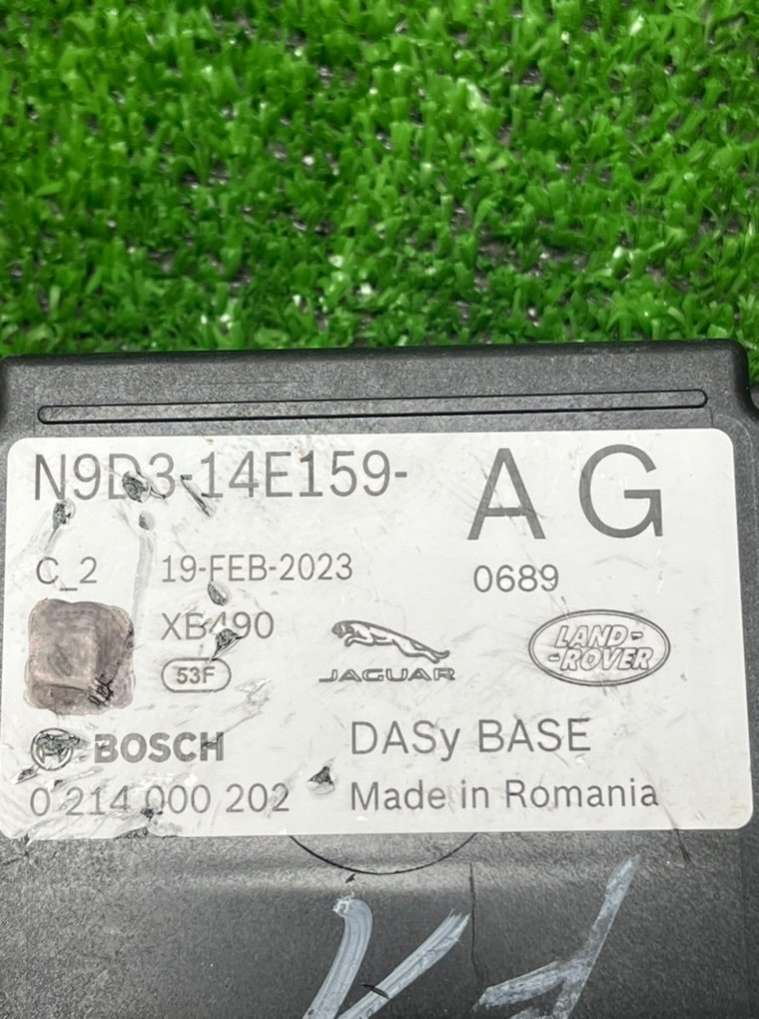 N9D3-14E159- AG
C_2 19-FEB-2023 0689
XB490
53F JAGUAR LAND-
-ROVER
BOSCH DASy BASE
0 214 000 202 Made in Romania